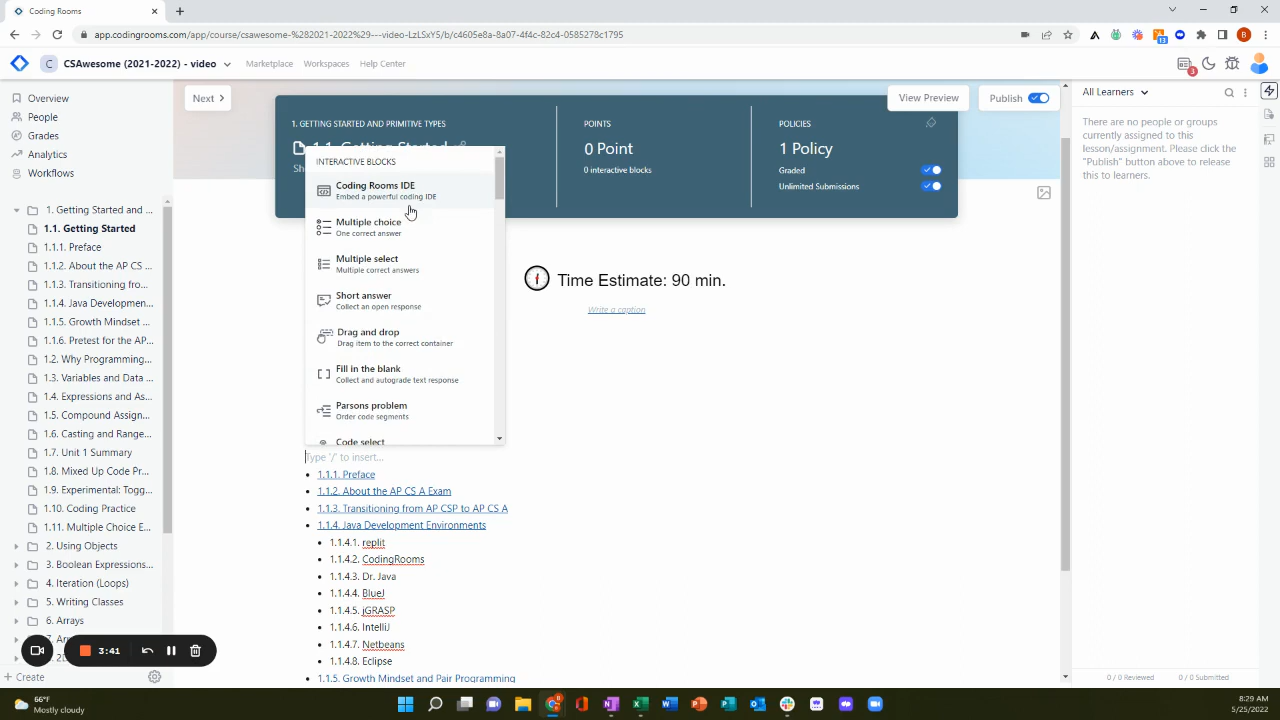 Coding Rooms
app.codingrooms.com/app/course/csawesome-%282021-2022%29---video-LzLSxY5/b/c4605e8a-8a07-4f4c-82c4-0585278c1795
13
B
C CSAwesome (2021-2022) - video
Marketplace
Workspaces
Help Center
3
Overview
People
Grades
Analytics
Workflows
1. Getting Started and ...
1.1. Getting Started
1.1.1. Preface
1.1.2. About the AP CS ...
1.1.3. Transitioning fro...
1.1.4. Java Developmen...
1.1.5. Growth Mindset ...
1.1.6. Pretest for the AP...
1.2. Why Programming...
1.3. Variables and Data ...
1.4. Expressions and As...
1.5. Compound Assign...
1.6. Casting and Range...
1.7. Unit 1 Summary
1.8. Mixed Up Code Pr...
1.9. Experimental: Togg...
1.10. Coding Practice
1.11. Multiple Choice E...
2. Using Objects
3. Boolean Expressions...
4. Iteration (Loops)
5. Writing Classes
6. Arrays
3:41
+ Create
Next
View Preview
Publish
1. GETTING STARTED AND PRIMITIVE TYPES
1.1. Getting Started
POINTS
0 Point
0 interactive blocks
POLICIES
1 Policy
Graded
Unlimited Submissions
INTERACTIVE BLOCKS
Coding Rooms IDE
Embed a powerful coding IDE
Multiple choice
One correct answer
Multiple select
Multiple correct answers
Short answer
Collect an open response
Drag and drop
Drag item to the correct container
Fill in the blank
Collect and autograde text response
Parsons problem
Order code segments
Code select
Time Estimate: 90 min.
Write a caption
Type '/' to insert...
• 1.1.1. Preface
• 1.1.2. About the AP CS A Exam
• 1.1.3. Transitioning from AP CSP to AP CS A
• 1.1.4. Java Development Environments
• 1.1.4.1. replit
• 1.1.4.2. CodingRooms
• 1.1.4.3. Dr. Java
• 1.1.4.4. BlueJ
• 1.1.4.5. jGRASP
• 1.1.4.6. IntelliJ
• 1.1.4.7. Netbeans
• 1.1.4.8. Eclipse
• 1.1.5. Growth Mindset and Pair Programming
All Learners
There are no people or groups
currently assigned to this
lesson/assignment. Please click the
"Publish" button above to release
this to learners.
0 / 0 Reviewed
0 / 0 Submitted
66°F
Mostly cloudy
8:29 AM
5/25/2022